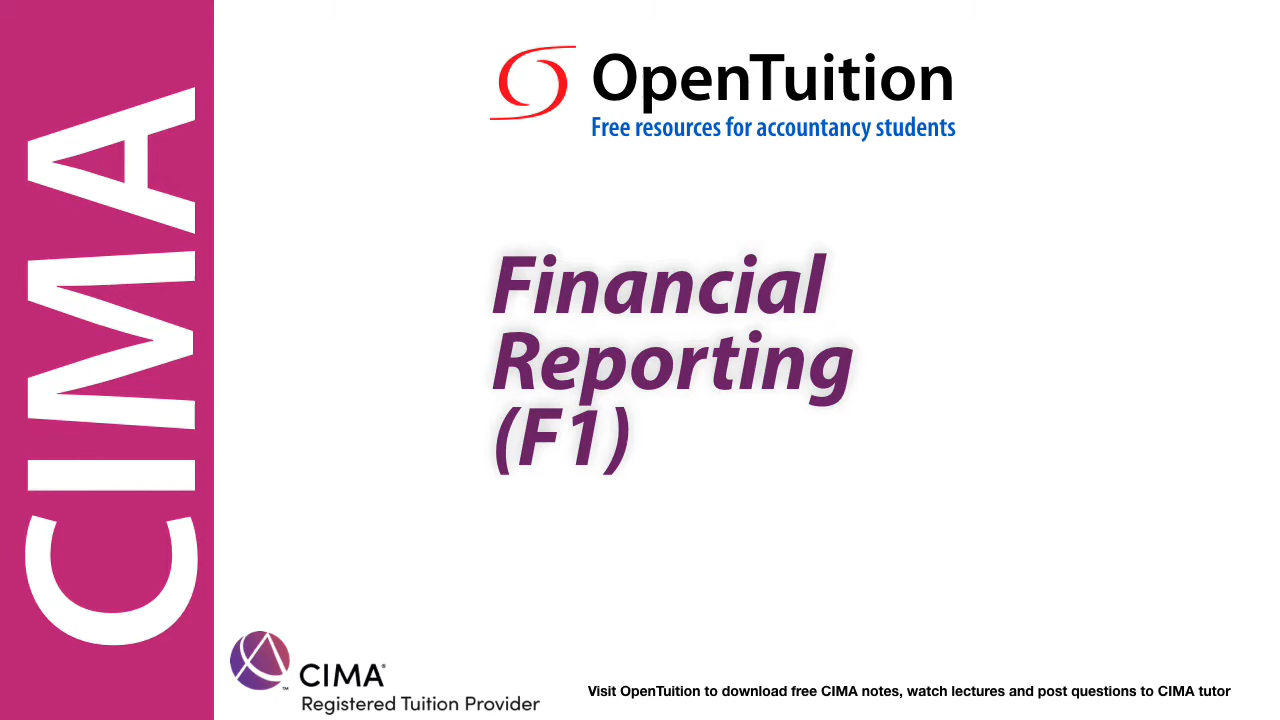 CIMA
OpenTuition
Free resources for accountancy students
Financial
Reporting
(F1)
CIMA®
™
Registered Tuition Provider
Visit OpenTuition to download free CIMA notes, watch lectures and post questions to CIMA tutor